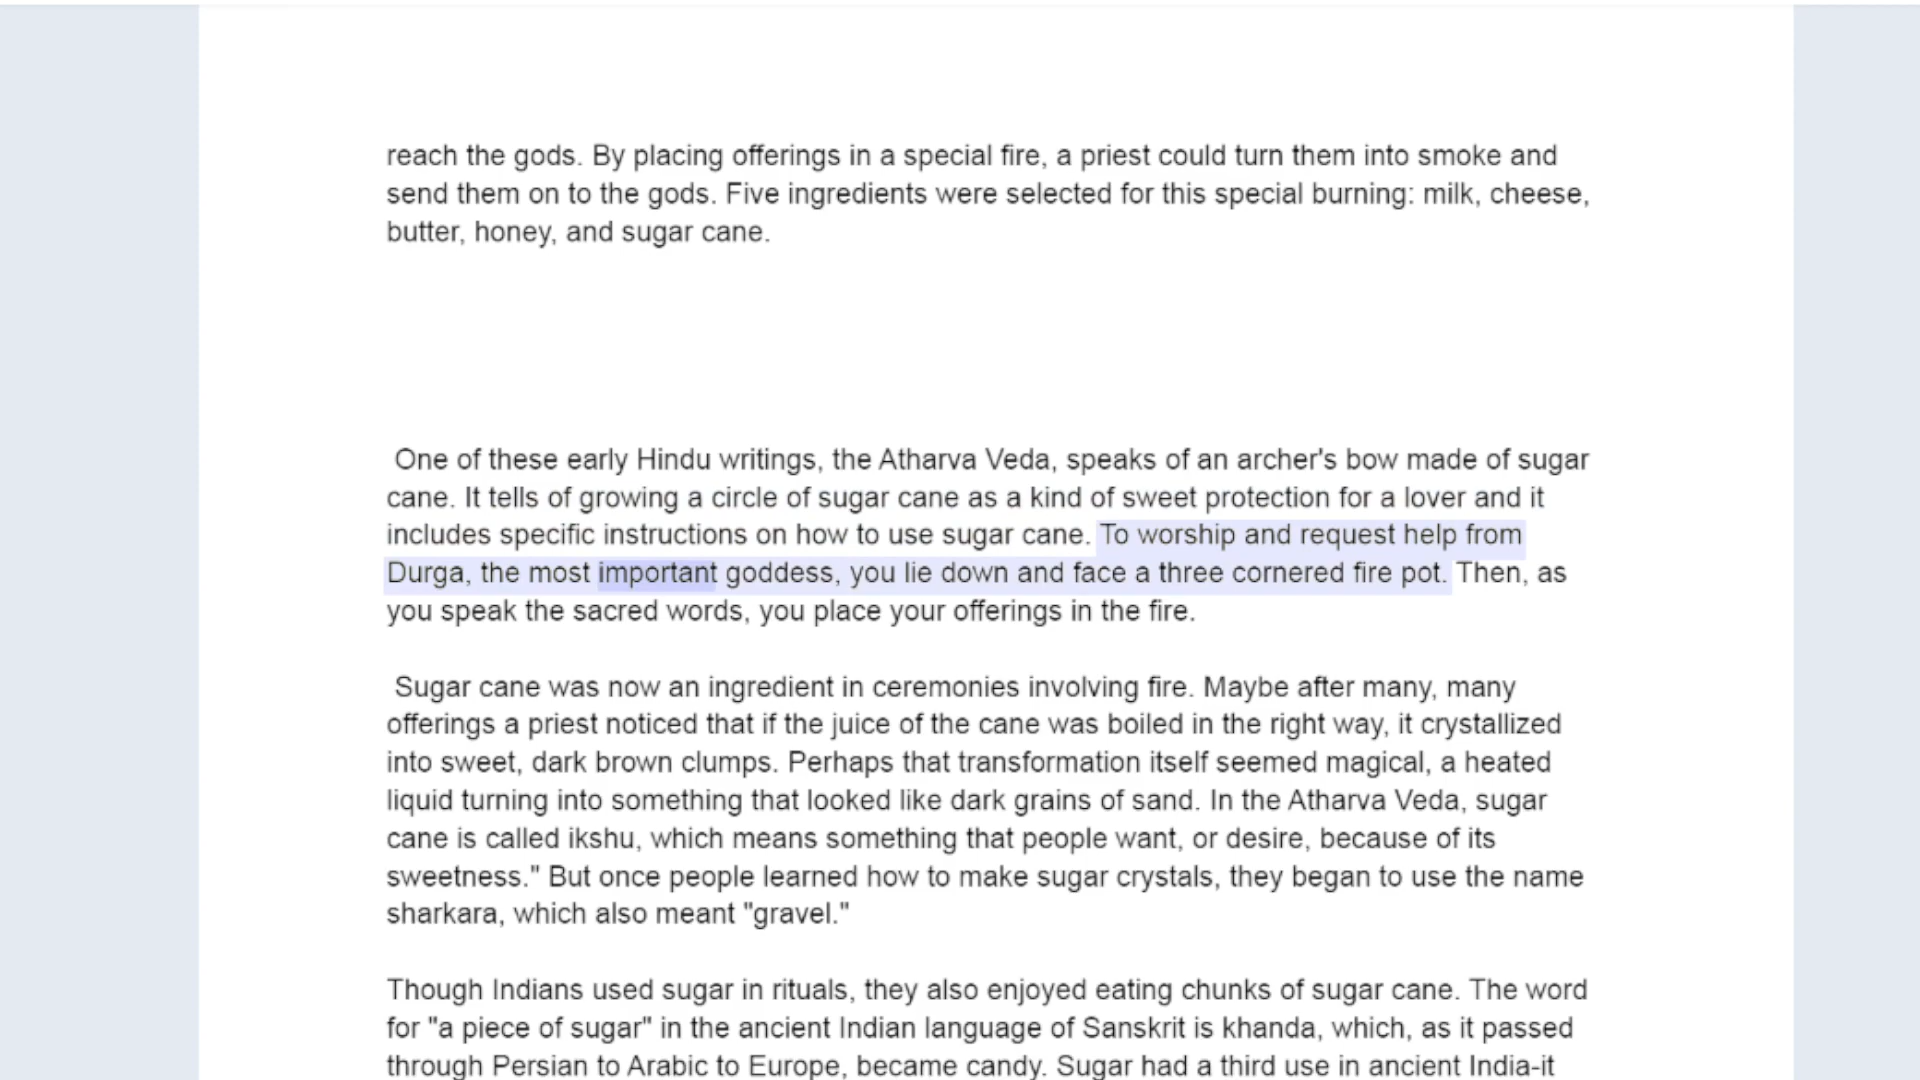 reach the gods. By placing offerings in a special fire, a priest could turn them into smoke and
send them on to the gods. Five ingredients were selected for this special burning: milk, cheese,
butter, honey, and sugar cane.
One of these early Hindu writings, the Atharva Veda, speaks of an archer's bow made of sugar
cane. It tells of growing a circle of sugar cane as a kind of sweet protection for a lover and it
includes specific instructions on how to use sugar cane. To worship and request help from
Durga, the most important goddess, you lie down and face a three cornered fire pot. Then, as
you speak the sacred words, you place your offerings in the fire.
Sugar cane was now an ingredient in ceremonies involving fire. Maybe after many, many
offerings a priest noticed that if the juice of the cane was boiled in the right way, it crystallized
into sweet, dark brown clumps. Perhaps that transformation itself seemed magical, a heated
liquid turning into something that looked like dark grains of sand. In the Atharva Veda, sugar
cane is called ikshu, which means something that people want, or desire, because of its
sweetness." But once people learned how to make sugar crystals, they began to use the name
sharkara, which also meant "gravel."
Though Indians used sugar in rituals, they also enjoyed eating chunks of sugar cane. The word
for "a piece of sugar" in the ancient Indian language of Sanskrit is khanda, which, as it passed
through Persian to Arabic to Europe, became candy. Sugar had a third use in ancient India-it